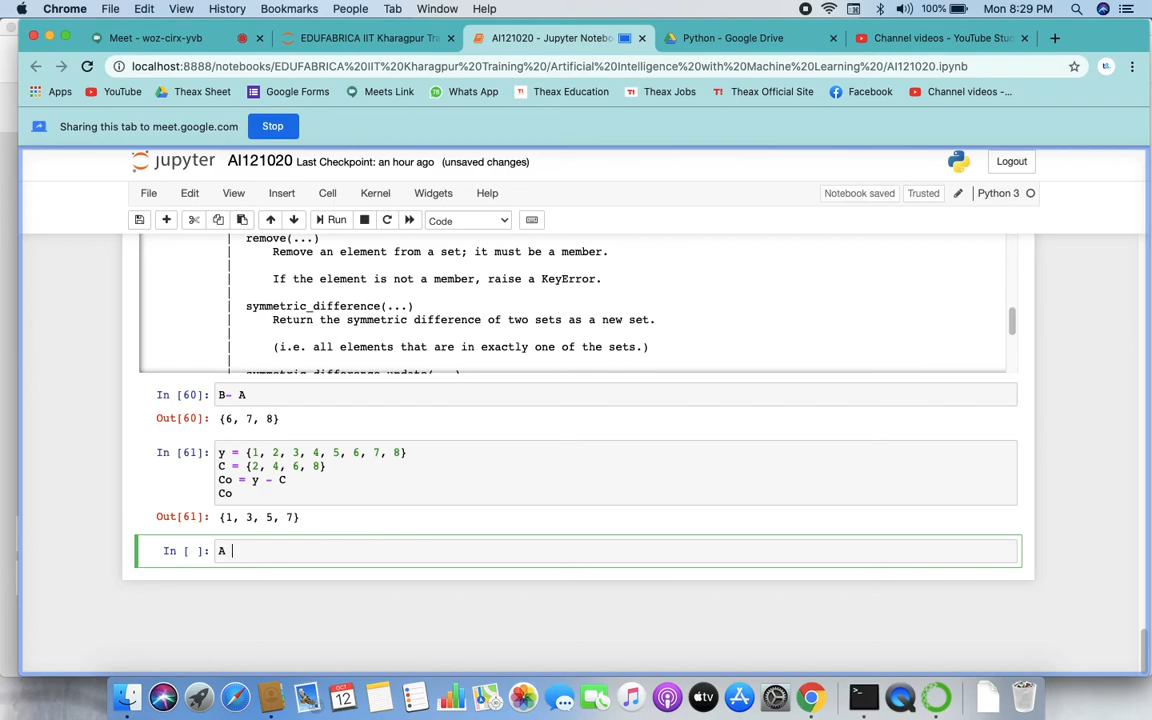 Chrome File Edit View History Bookmarks People Tab Window Help 100% Mon 8:29 PM
Meet - woz-cirx-yvb EDUFABRICA IIT Kharagpur Tra AI121020 - Jupyter Notebo Python - Google Drive Channel videos - YouTube Stu
localhost:8888/notebooks/EDUFABRICA%20IIT%20Kharagpur%20Training%20/Artificial%20Intelligence%20with%20Machine%20Learning%20/AI121020.ipynb
Apps YouTube Theax Sheet Google Forms Meets Link Whats App Theax Education Theax Jobs Theax Official Site Facebook Channel videos -...
Sharing this tab to meet.google.com Stop
jupyter AI121020 Last Checkpoint: an hour ago (unsaved changes) Logout
File Edit View Insert Cell Kernel Widgets Help Notebook saved Trusted Python 3
Run Code
remove(...)
Remove an element from a set; it must be a member.
If the element is not a member, raise a KeyError.
symmetric_difference(...)
Return the symmetric difference of two sets as a new set.
(i.e. all elements that are in exactly one of the sets.)
symmetric_difference_update(...)
In [60]: B- A
Out[60]: {6, 7, 8}
In [61]: y = {1, 2, 3, 4, 5, 6, 7, 8}
C = {2, 4, 6, 8}
Co = y - C
Co
Out[61]: {1, 3, 5, 7}
In [ ]: A
OCT
12
tv